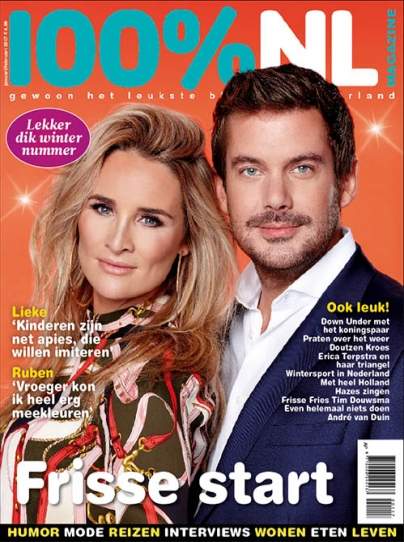 100%NL
MAGAZINE
gewoon het leukste
Lekker
dik winter
nummer
Lieke
‘Kinderen zijn
net apies, die
willen imiteren’
Ruben
‘Vroeger kon
ik heel erg
meekleuren’
Ook leuk!
Down Under met
het koningspaar
Praten over het weer
Doutzen Kroes
Erica Terpstra en
haar triangel
Wintersport in Nederland
Met heel Holland
Hazes zingen
Frisse Fries Tim Douwsma
Even helemaal niets doen
André van Duin
Frisse start
HUMOR MODE REIZEN INTERVIEWS WONEN ETEN LEVEN